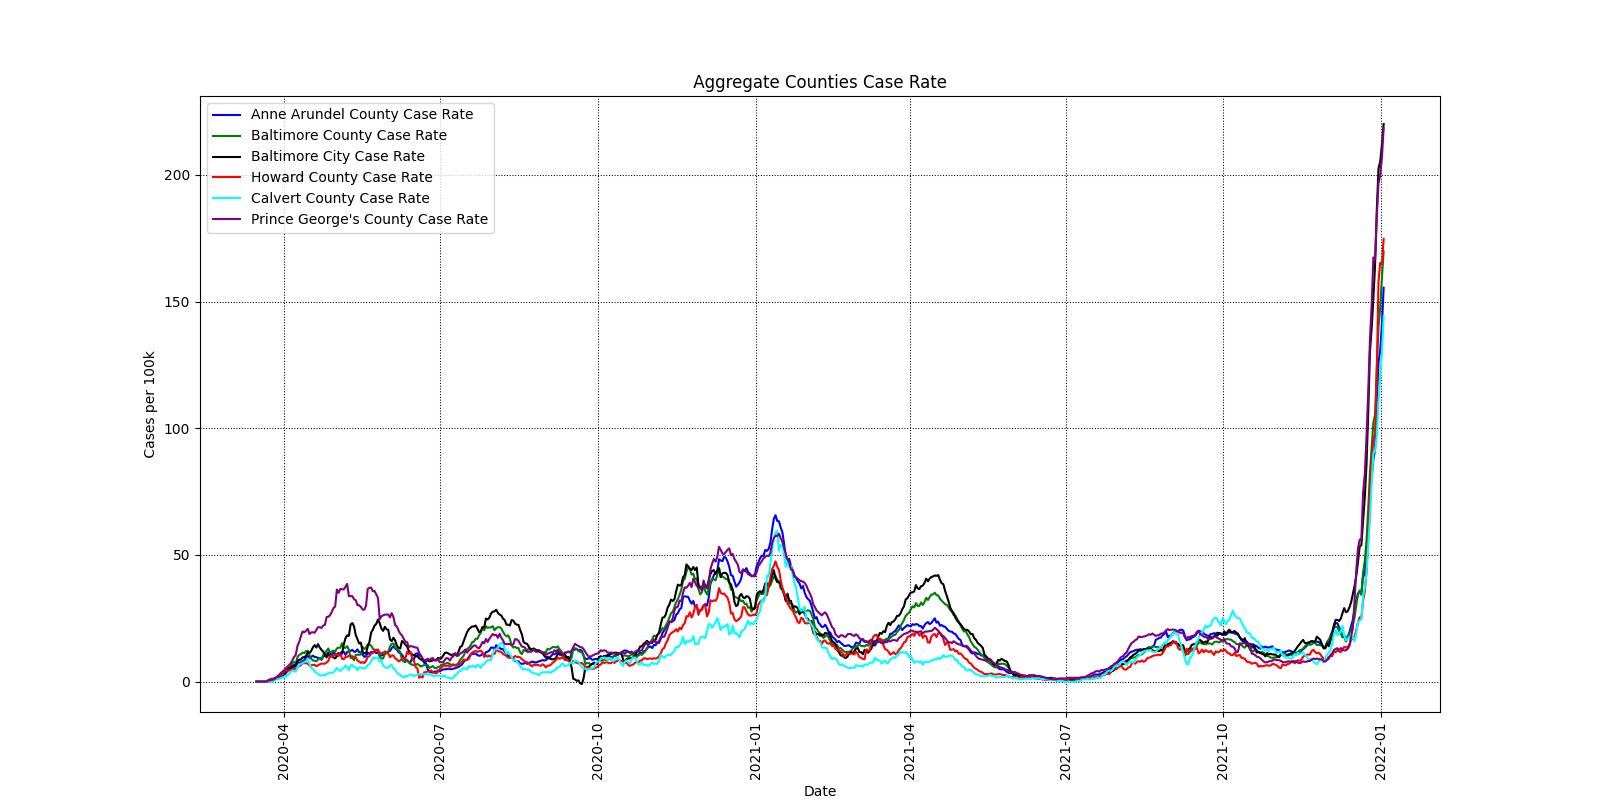 Aggregate Counties Case Rate
Anne Arundel County Case Rate
Baltimore County Case Rate
Baltimore City Case Rate
Howard County Case Rate
Calvert County Case Rate
Prince George's County Case Rate
200
150
100
50
0
Cases per 100k
2020-04
2020-07
2020-10
2021-01
2021-04
2021-07
2021-10
2022-01
Date